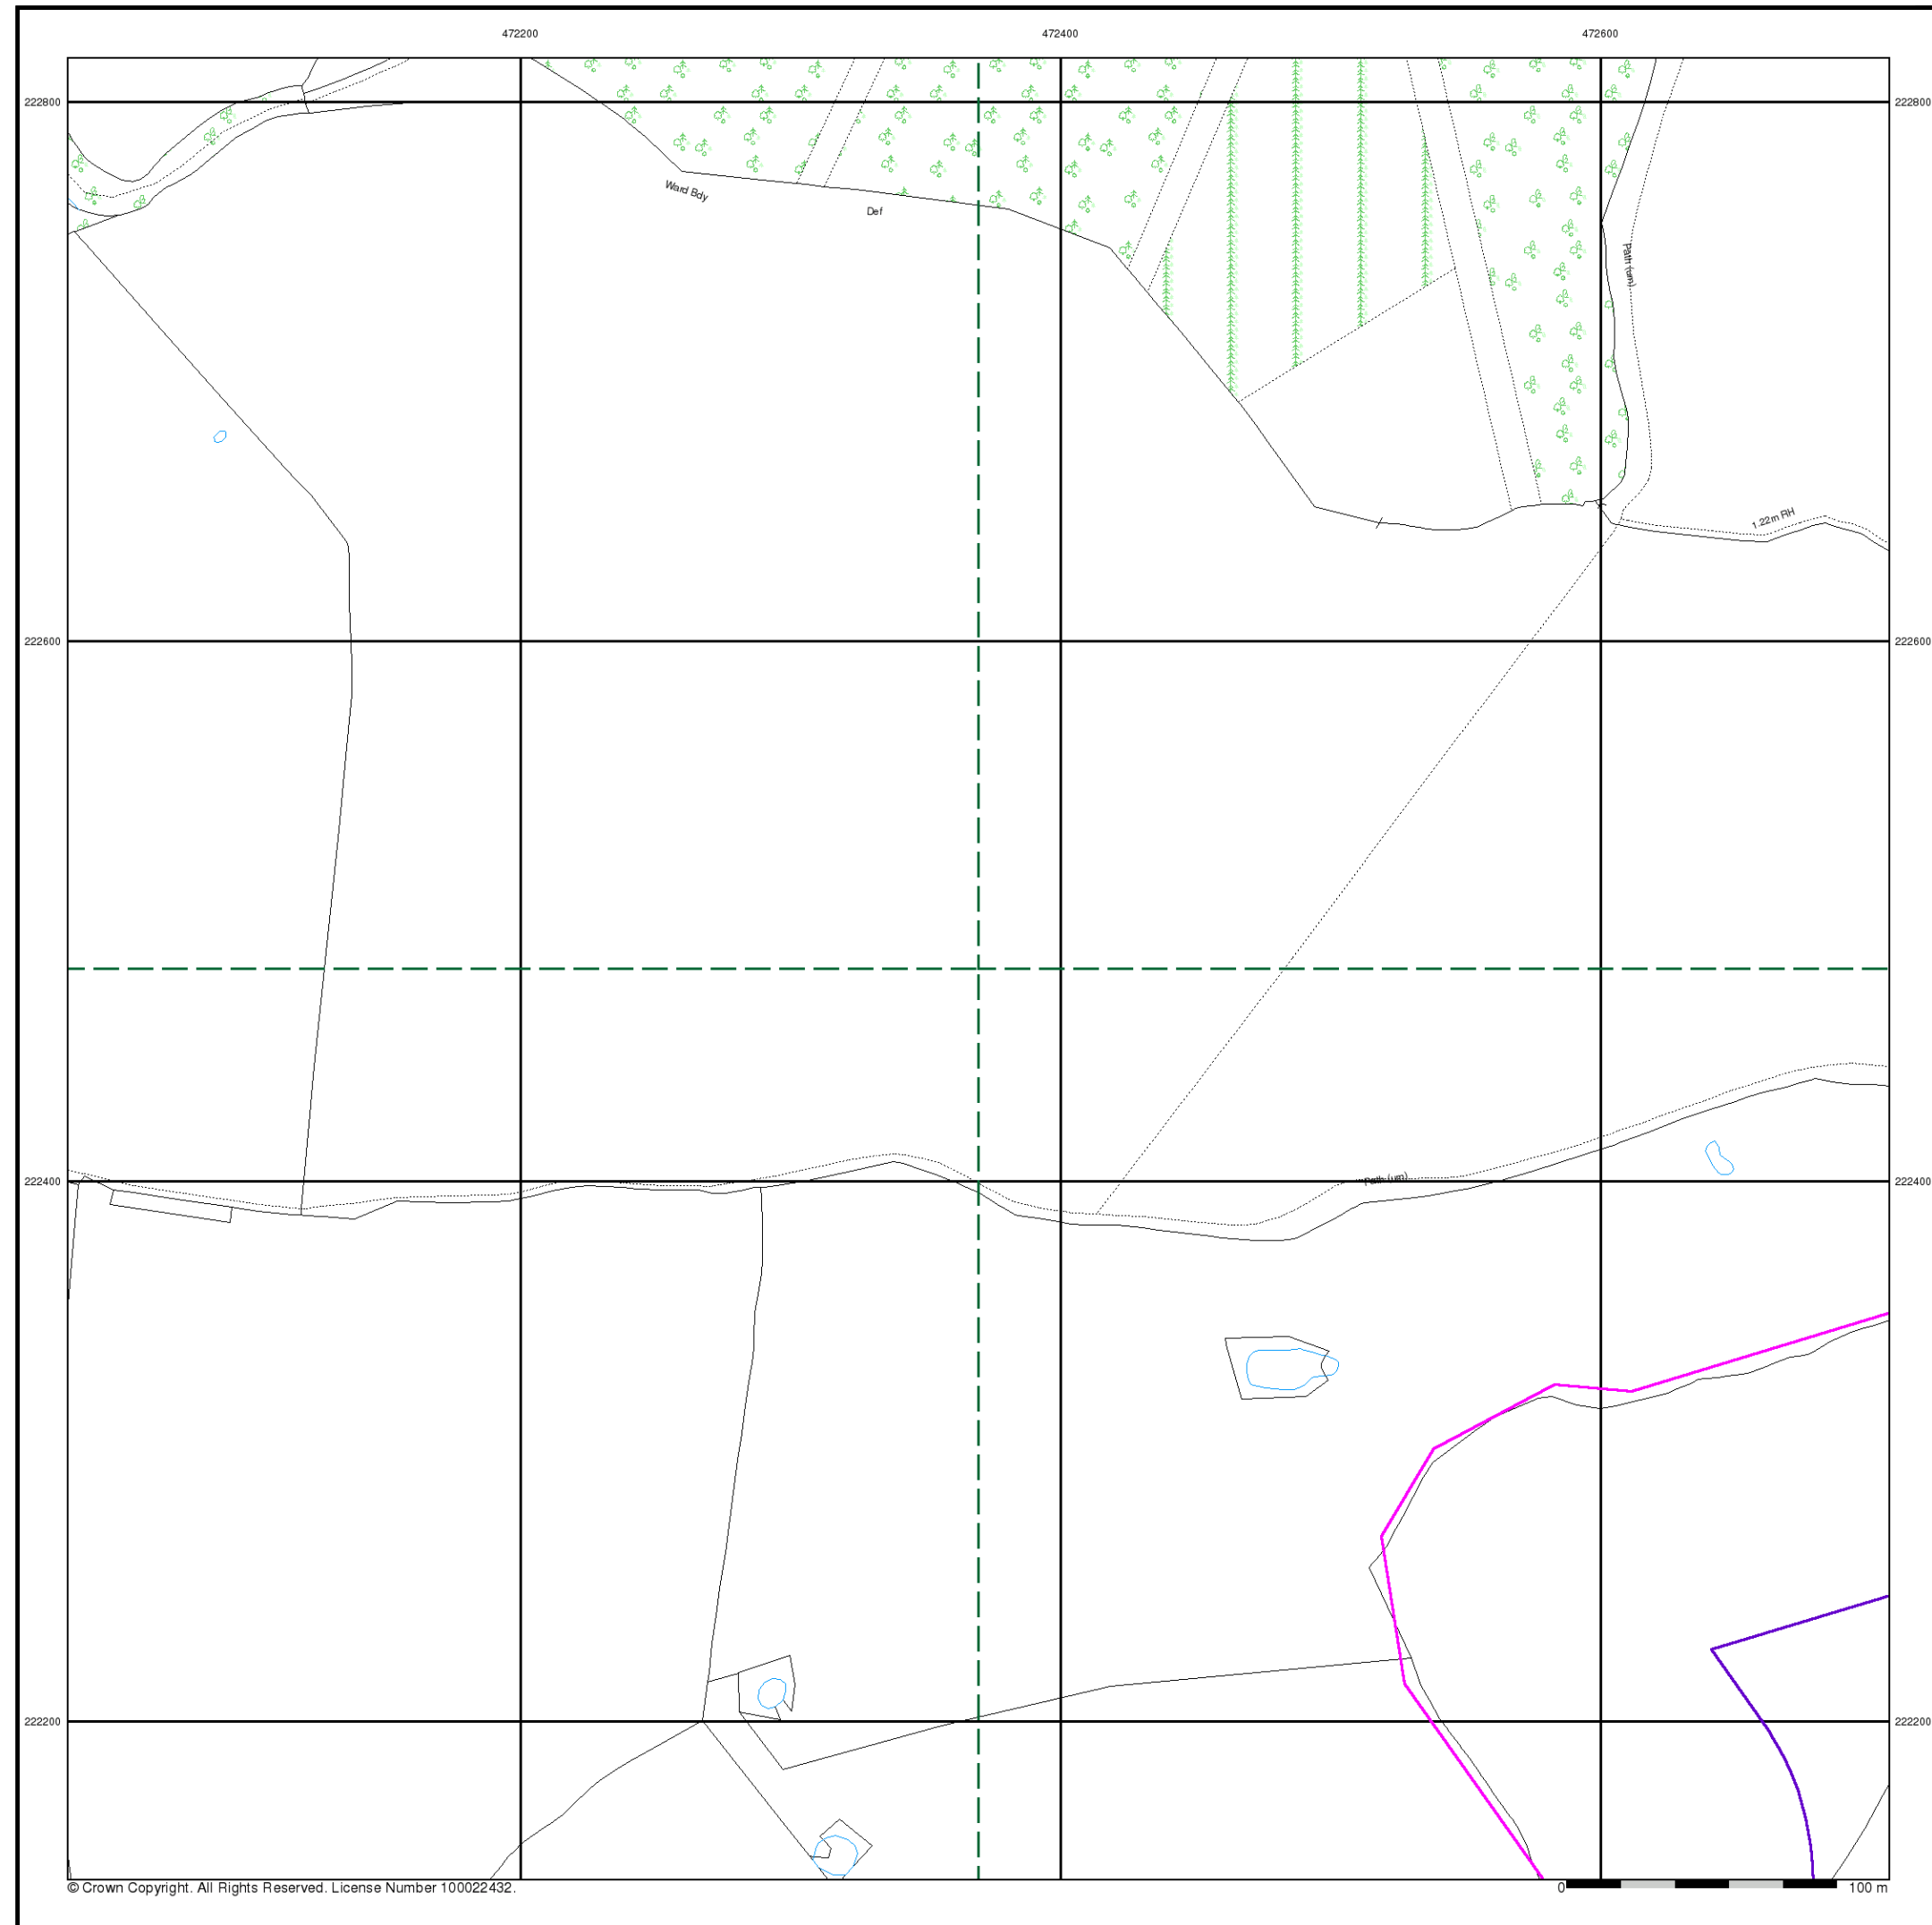 472200 472400 472600
222800 222800
Ward Bdy
Def
Path (um)
1.22m RH
222600 222600
222400 222400
Path (um)
222200 222200
© Crown Copyright. All Rights Reserved. License Number 100022432.
0 100 m